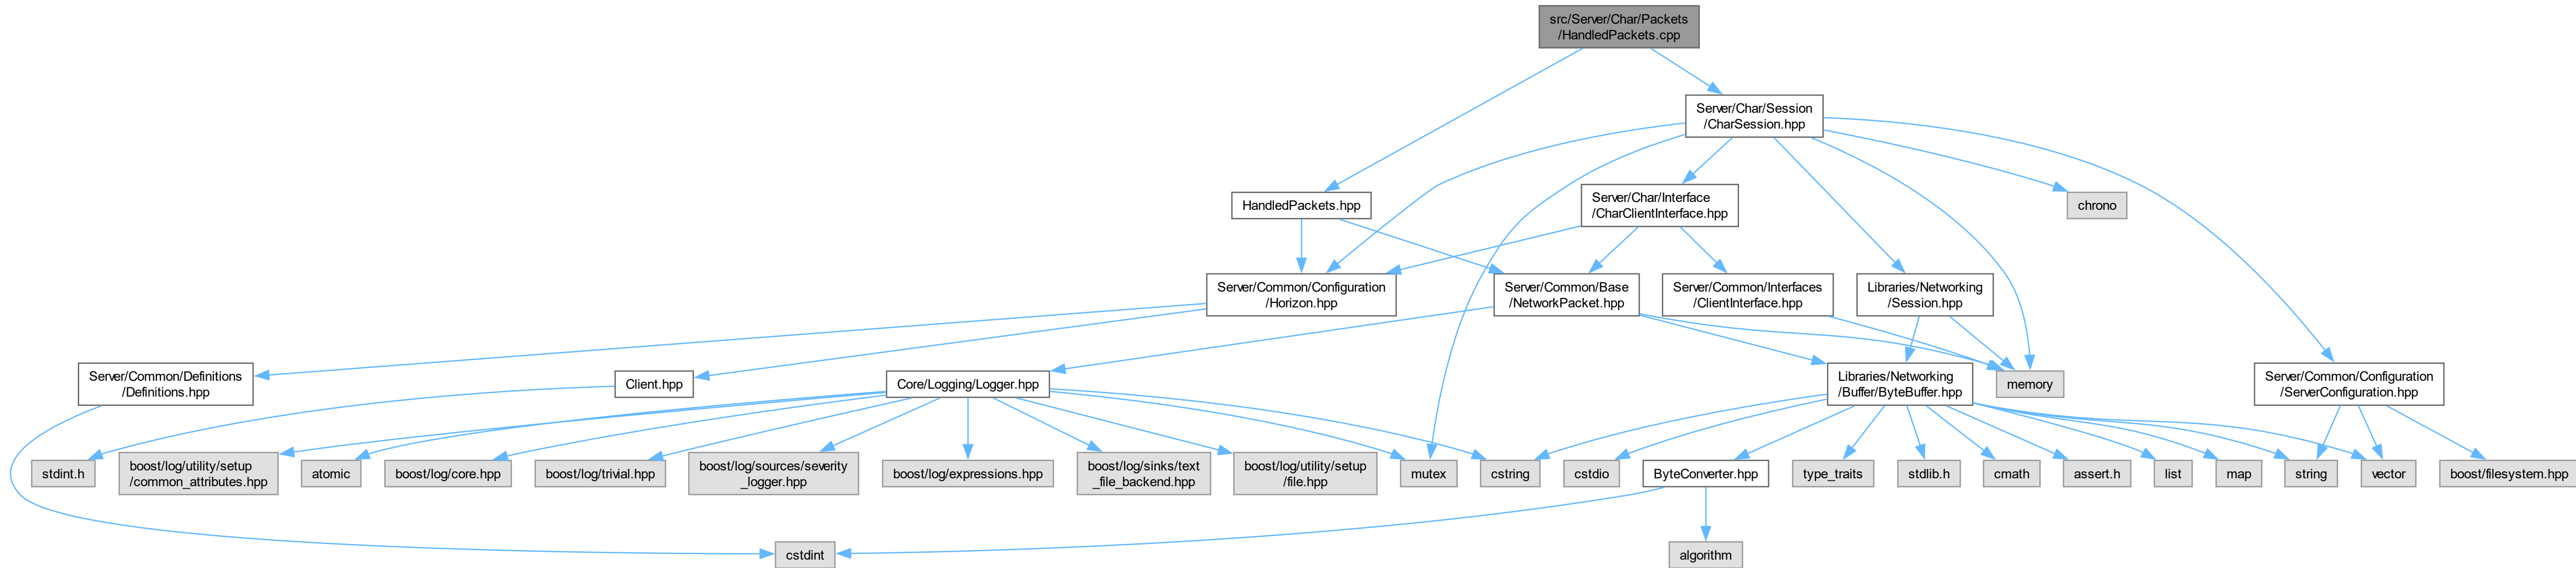 src/Server/Char/Packets
/HandledPackets.cpp
Server/Char/Session
/CharSession.hpp
HandledPackets.hpp
Server/Char/Interface
/CharClientInterface.hpp
chrono
Server/Common/Configuration
/Horizon.hpp
Server/Common/Base
/NetworkPacket.hpp
Server/Common/Interfaces
/ClientInterface.hpp
Libraries/Networking
/Session.hpp
Server/Common/Definitions
/Definitions.hpp
Client.hpp
Core/Logging/Logger.hpp
Libraries/Networking
/Buffer/ByteBuffer.hpp
memory
Server/Common/Configuration
/ServerConfiguration.hpp
stdint.h
boost/log/utility/setup
/common_attributes.hpp
atomic
boost/log/core.hpp
boost/log/trivial.hpp
boost/log/sources/severity
_logger.hpp
boost/log/expressions.hpp
boost/log/sinks/text
_file_backend.hpp
boost/log/utility/setup
/file.hpp
mutex
cstring
cstdio
ByteConverter.hpp
type_traits
stdlib.h
cmath
assert.h
list
map
string
vector
boost/filesystem.hpp
cstdint
algorithm